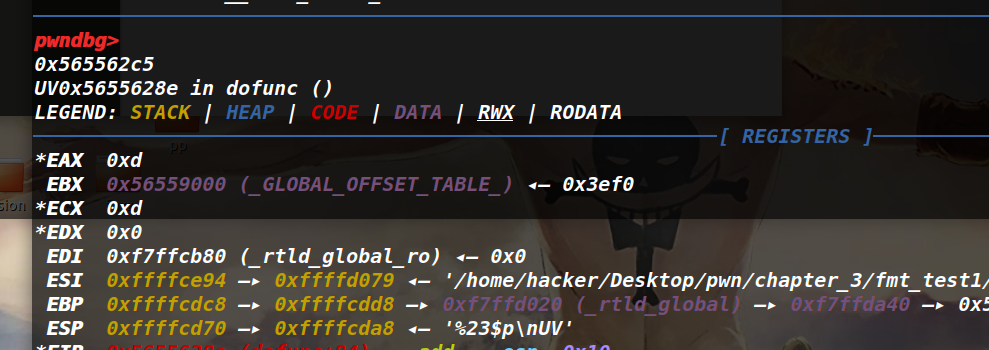 pwndbg>
0x565562c5
UV0x5655628e in dofunc ()
LEGEND: STACK | HEAP | CODE | DATA | RWX | RODATA
[ REGISTERS ]
*EAX 0xd
EBX 0x56559000 (_GLOBAL_OFFSET_TABLE_) ◂— 0x3ef0
*ECX 0xd
*EDX 0x0
EDI 0xf7ffcb80 (_rtld_global_ro) ◂— 0x0
ESI 0xffffce94 —▸ 0xffffd079 ◂— '/home/hacker/Desktop/pwn/chapter_3/fmt_test1/
EBP 0xffffcdc8 —▸ 0xffffcdd8 —▸ 0xf7ffd020 (_rtld_global) —▸ 0xf7ffda40 —▸ 0x5
ESP 0xffffcd70 —▸ 0xffffcda8 ◂— '%23$p\nUV'